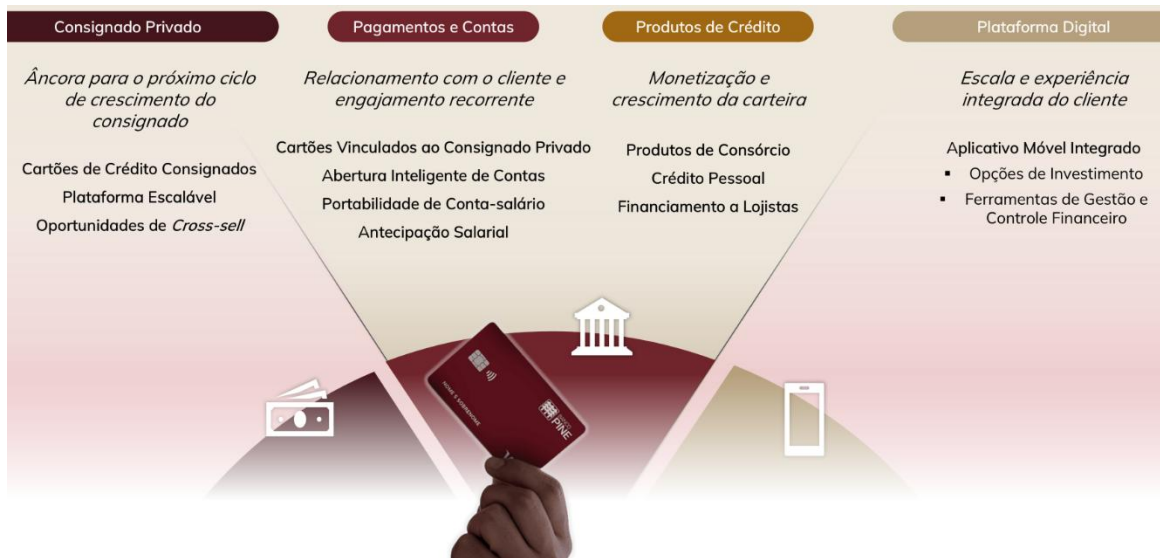 Consignado Privado
Âncora para o próximo ciclo
de crescimento do
consignado
Cartões de Crédito Consignados
Plataforma Escalável
Oportunidades de Cross-sell
Pagamentos e Contas
Relacionamento com o cliente e
engajamento recorrente
Cartões Vinculados ao Consignado Privado
Abertura Inteligente de Contas
Portabilidade de Conta-salário
Antecipação Salarial
Produtos de Crédito
Monetização e
crescimento da carteira
Produtos de Consórcio
Crédito Pessoal
Financiamento a Lojistas
Plataforma Digital
Escala e experiência
integrada do cliente
Aplicativo Móvel Integrado
▪ Opções de Investimento
▪ Ferramentas de Gestão e
Controle Financeiro
NOME E SOBRENOME
BANCO
PINE